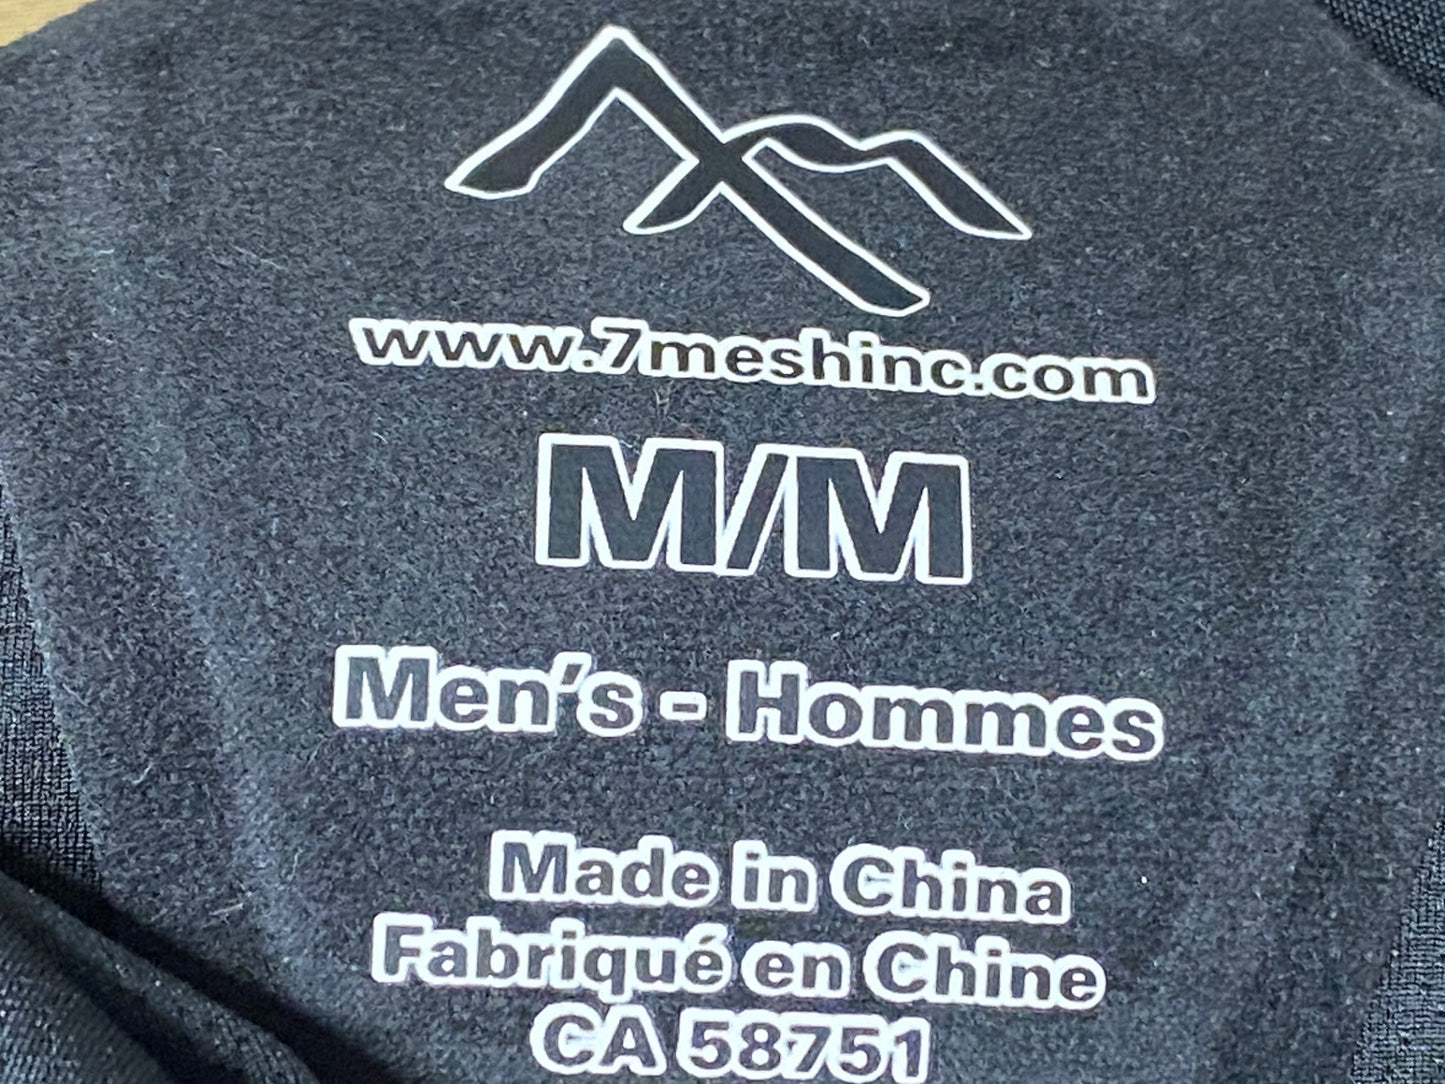 www.7meshinc.com
M/M
Men's - Hommes
Made in China
Fabriqué en Chine
CA 58751